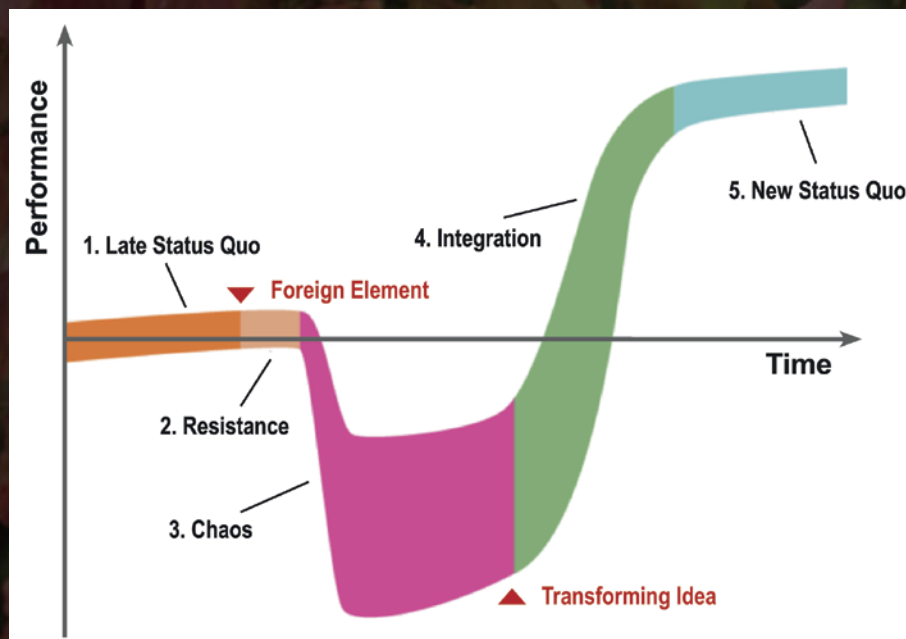 Performance
1. Late Status Quo
Foreign Element
2. Resistance
3. Chaos
4. Integration
5. New Status Quo
Time
Transforming Idea